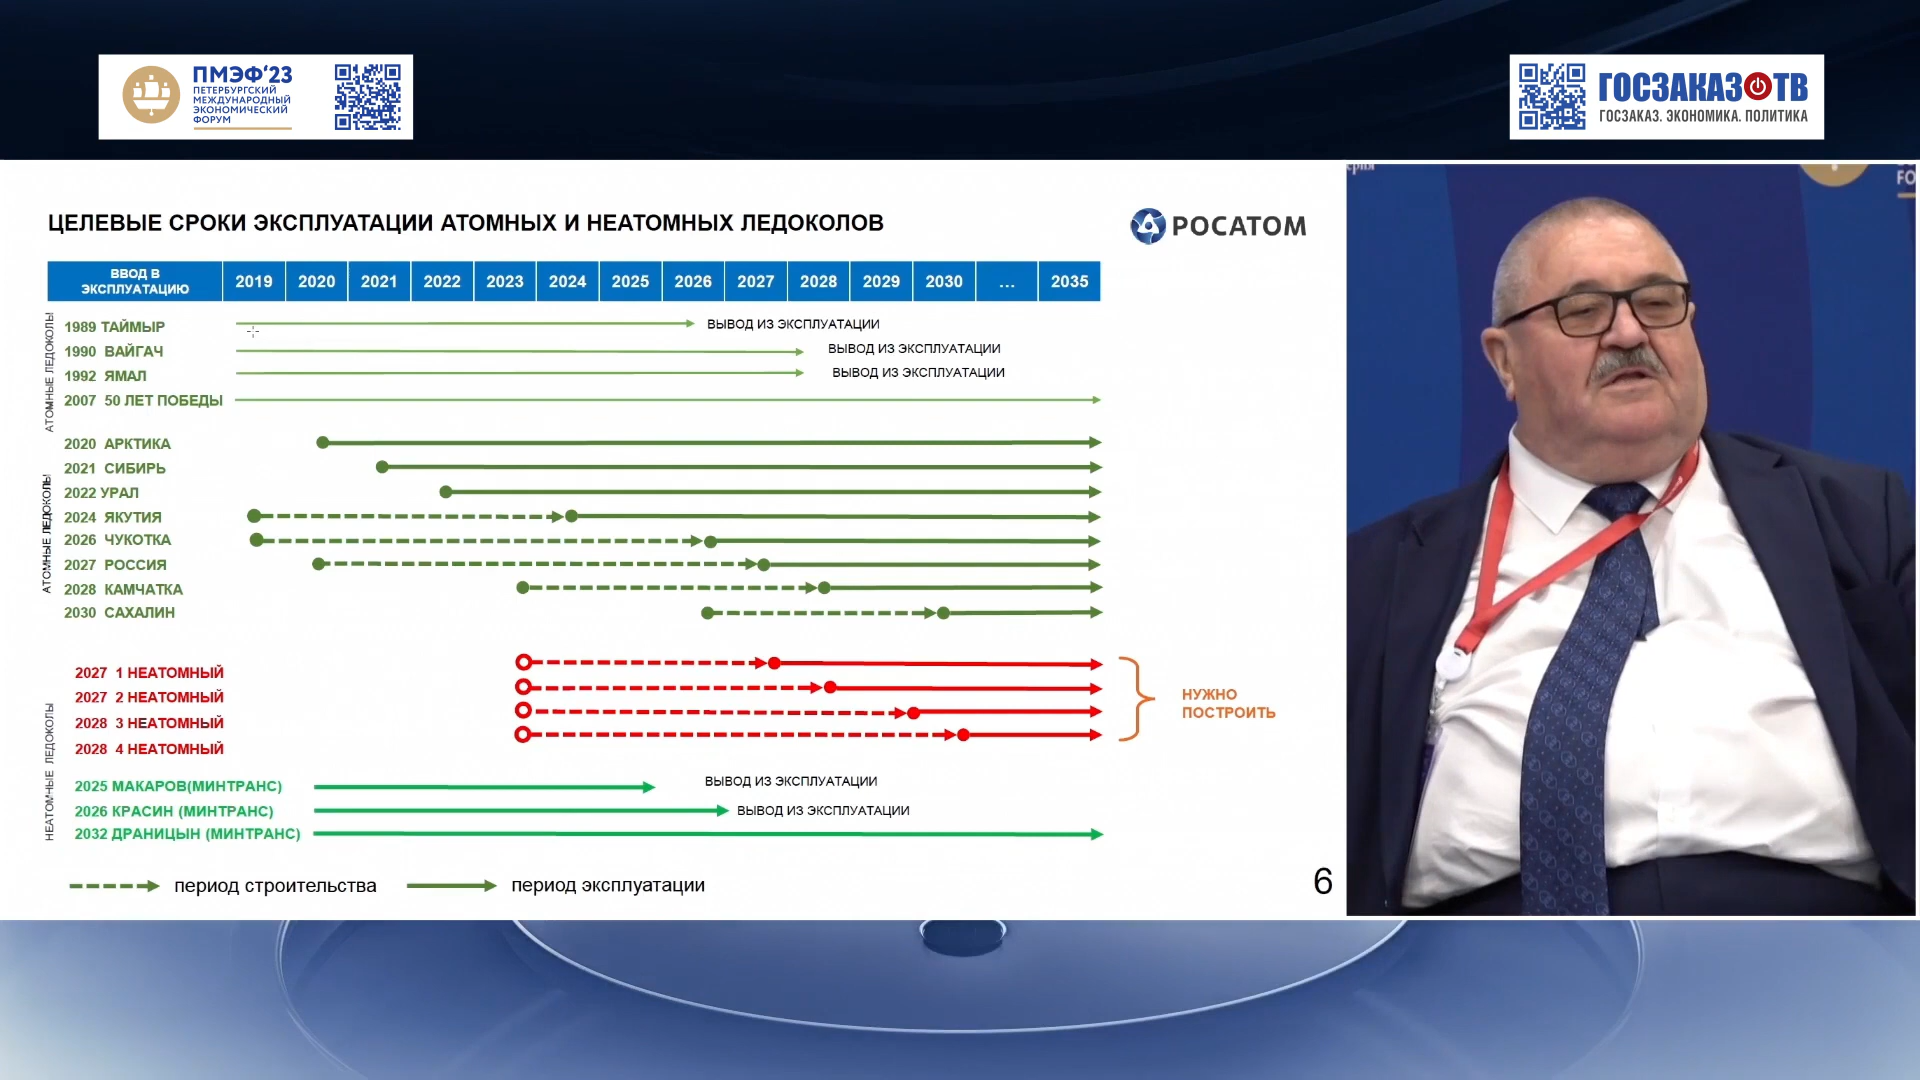 ПМЭФ'23
ПЕТЕРБУРГСКИЙ
МЕЖДУНАРОДНЫЙ
ЭКОНОМИЧЕСКИЙ
ФОРУМ
ГОСЗАКАЗ ТВ
ГОСЗАКАЗ. ЭКОНОМИКА. ПОЛИТИКА
FO
ЦЕЛЕВЫЕ СРОКИ ЭКСПЛУАТАЦИИ АТОМНЫХ И НЕАТОМНЫХ ЛЕДОКОЛОВ
РОСАТОМ
ВВОД В
ЭКСПЛУАТАЦИЮ
2019 2020 2021 2022 2023 2024 2025 2026 2027 2028 2029 2030 ... 2035
АТОМНЫЕ ЛЕДОКОЛЫ
1989 ТАЙМЫР ВЫВОД ИЗ ЭКСПЛУАТАЦИИ
1990 ВАЙГАЧ ВЫВОД ИЗ ЭКСПЛУАТАЦИИ
1992 ЯМАЛ ВЫВОД ИЗ ЭКСПЛУАТАЦИИ
2007 50 ЛЕТ ПОБЕДЫ
АТОМНЫЕ ЛЕДОКОЛЫ
2020 АРКТИКА
2021 СИБИРЬ
2022 УРАЛ
2024 ЯКУТИЯ
2026 ЧУКОТКА
2027 РОССИЯ
2028 КАМЧАТКА
2030 САХАЛИН
НЕАТОМНЫЕ ЛЕДОКОЛЫ
2027 1 НЕАТОМНЫЙ
2027 2 НЕАТОМНЫЙ
2028 3 НЕАТОМНЫЙ
2028 4 НЕАТОМНЫЙ
НУЖНО
ПОСТРОИТЬ
2025 МАКАРОВ(МИНТРАНС) ВЫВОД ИЗ ЭКСПЛУАТАЦИИ
2026 КРАСИН (МИНТРАНС) ВЫВОД ИЗ ЭКСПЛУАТАЦИИ
2032 ДРАНИЦЫН (МИНТРАНС)
период строительства период эксплуатации
6